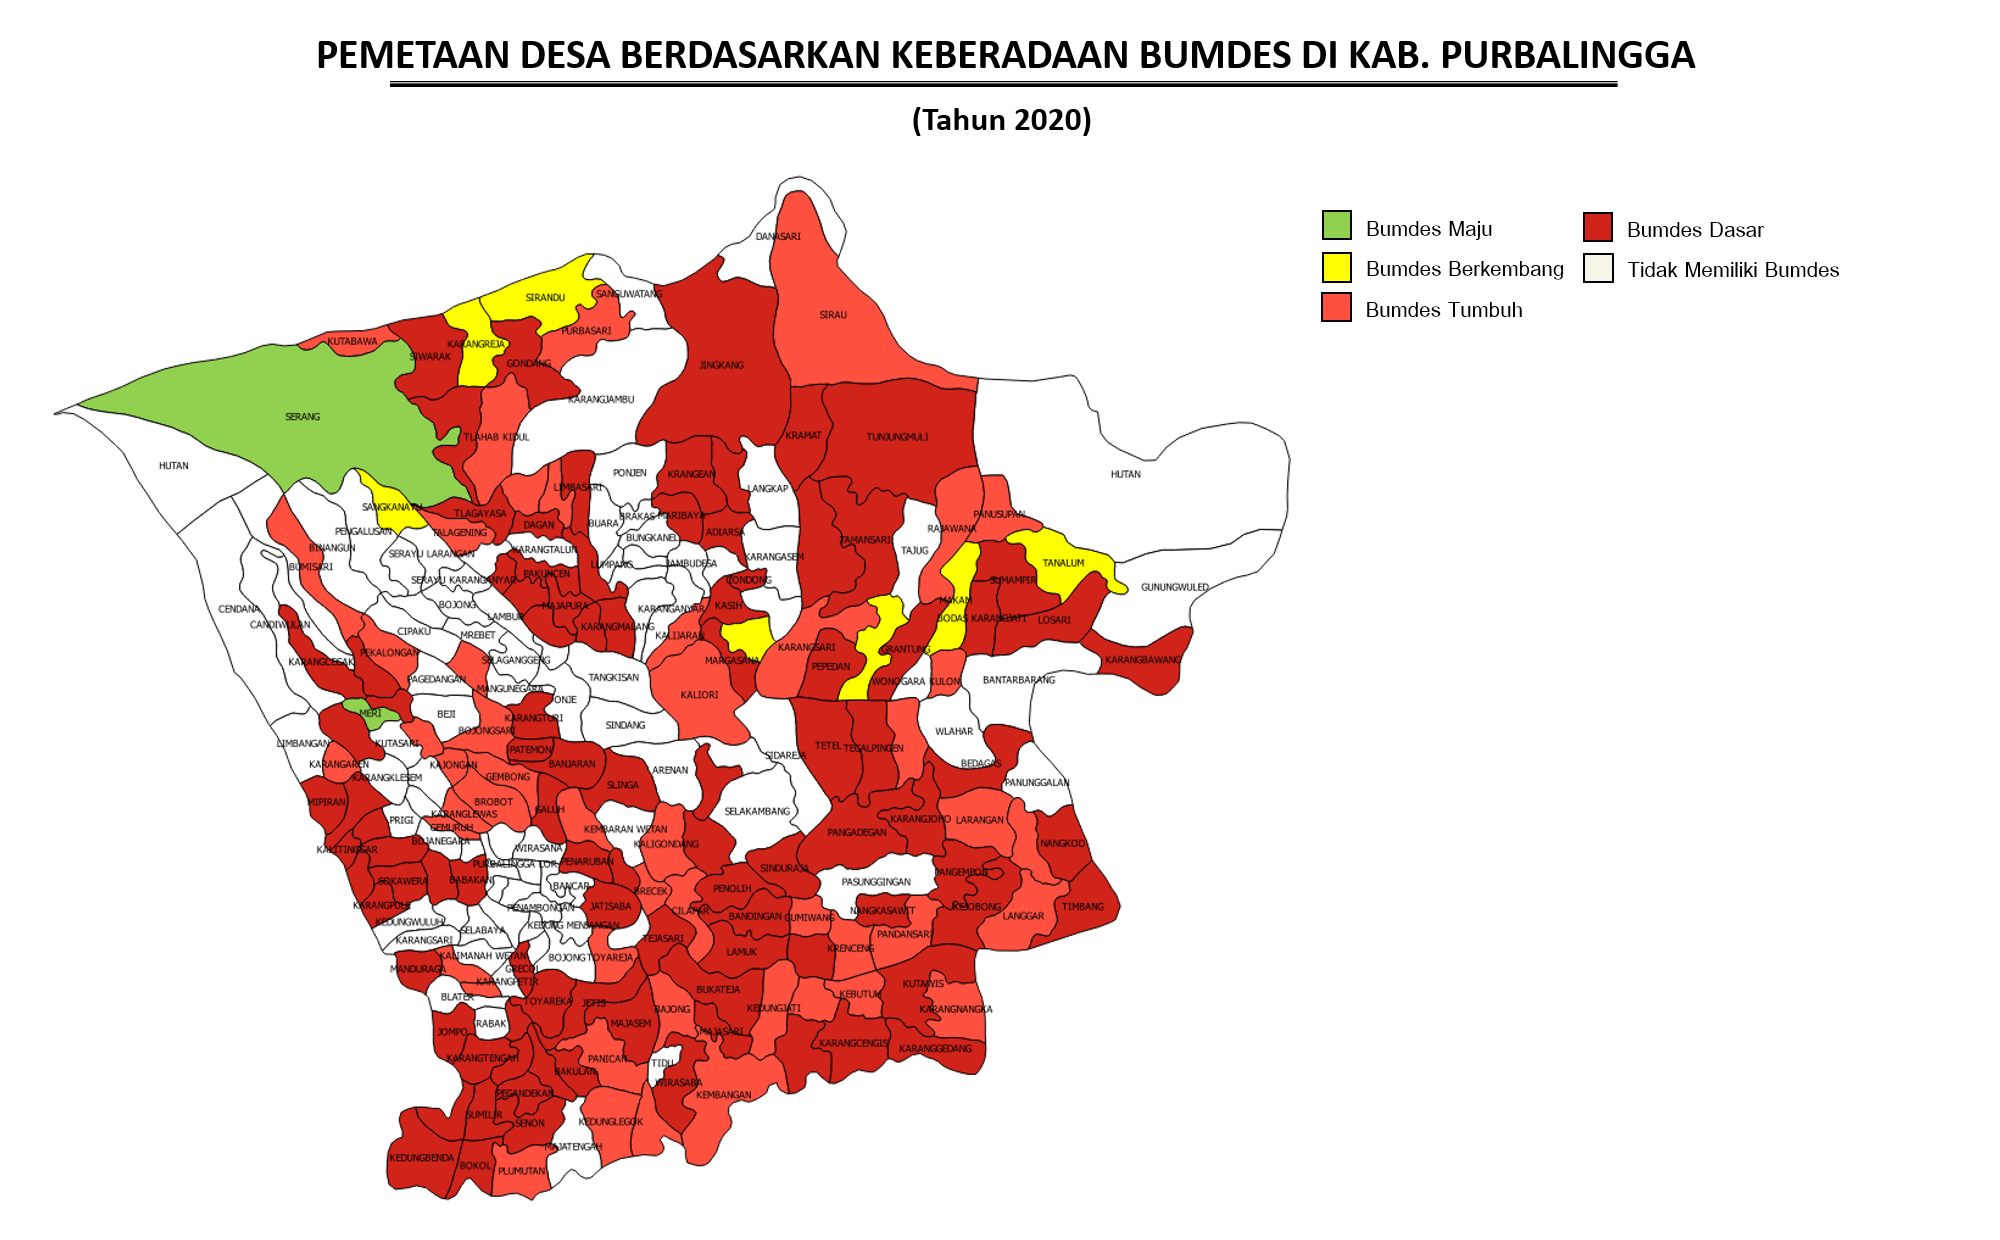 PEMETAAN DESA BERDASARKAN KEBERADAAN BUMDES DI KAB. PURBALINGGA
(Tahun 2020)
Bumdes Maju
Bumdes Dasar
Bumdes Berkembang
Tidak Memiliki Bumdes
Bumdes Tumbuh
DANASARI
SIRANDU
SANGUWATANG
SIRAU
PURBASARI
KUTABAWA
KARANGREJA
SIWARAK
GONDANG
JINGKANG
KARANGJAMBU
SERANG
TLAHAB KIDUL
KRAMAT
TUNJUNGMULI
HUTAN
PONJEN
KRANGEAN
HUTAN
LIMBASARI
LANGKAP
SANGKANAYU
TLAGAYASA
BRAKAS
MARIBAYA
PANUSUPAN
DAGAN
BUARA
RAJAWANA
PENGALUSAN
TALAGENING
BUNGKANEL
ADIARSA
TAMANSARI
BINANGUN
SERAYU LARANGAN
KARANGTALUN
TAJUG
BUMISARI
LUMPANG
JAMBUDESA
KARANGASEM
TANALUM
SERAYU KARANGANYAR
PAKUNCEN
CONDONG
SUMAMPIR
GUNUNGWULED
CENDANA
BOJONG
MAJAPURA
KARANGANYAR
KASIH
MAKAM
CANDIWULAN
LAMBUR
KARANGMALANG
BODAS KARANGJATI
LOSARI
CIPAKU
MREBET
KALIJARAN
KARANGSARI
GRANTUNG
PEKALONGAN
KARANGCEGAK
SELAGANGGENG
MARGASANA
PEPEDAN
KARANGBAWANG
PAGEDANGAN
MANGUNEGARA
TANGKISAN
WONOGARA KULON
BANTARBARANG
ONJE
KALIORI
MERI
BEJI
KARANGTURI
SINDANG
BOJONGSARI
WLAHAR
LIMBANGAN
KUTASARI
PATEMON
TETEL
TEGALPINGEN
SIDAREJA
KARANGAREN
KAJONGAN
BANJARAN
BEDAGAS
KARANGKLESEM
GEMBONG
SLINGA
ARENAN
PANUNGGALAN
MIPIRAN
BROBOT
GALUH
SELAKAMBANG
PRIGI
KARANGLEWAS
KARANGJOHO
LARANGAN
GEMURUH
KEMBARAN WETAN
PANGADEGAN
KALITINGGAR
BOJANEGARA
WIRASANA
KALIGONDANG
NANGKOD
PURBALINGGA LOR
PENARUBAN
SINDURAJA
SOKAWERA
BABAKAN
BANCAR
BRECEK
PENOLIH
PASUNGGINGAN
PANGEMPON
KARANGPULE
PENAMBONGAN
JATISABA
CILAPAR
BANDINGAN
GUMIWANG
NANGKASAWIT
KEJOBONG
LANGGAR
TIMBANG
KEDUNGWULUH
SELABAYA
KEDUNG MENJANGAN
KARANGSARI
TEJASARI
LAMUK
KRENCENG
PANDANSARI
KALIMANAH WETAN
BOJONG
TOYAREJA
MANDURAGA
GRECOL
KARANGPETIR
BUKATEJA
KEBUTUH
KUTAWIS
BLATER
TOYAREKA
JETIS
BAJONG
KEDUNGJATI
KARANGNANGKA
RABAK
MAJASEM
MAJASARI
JOMPO
KARANGCENGIS
KARANGGEDANG
KARANGTENGAH
PANICAN
TIDU
BAKULAN
WIRASABA
PEGANDEKAN
KEMBANGAN
SUMILIR
SENON
KEDUNGLEGOK
MAJATENGAH
KEDUNGBENDA
BOKOL
PLUMUTAN